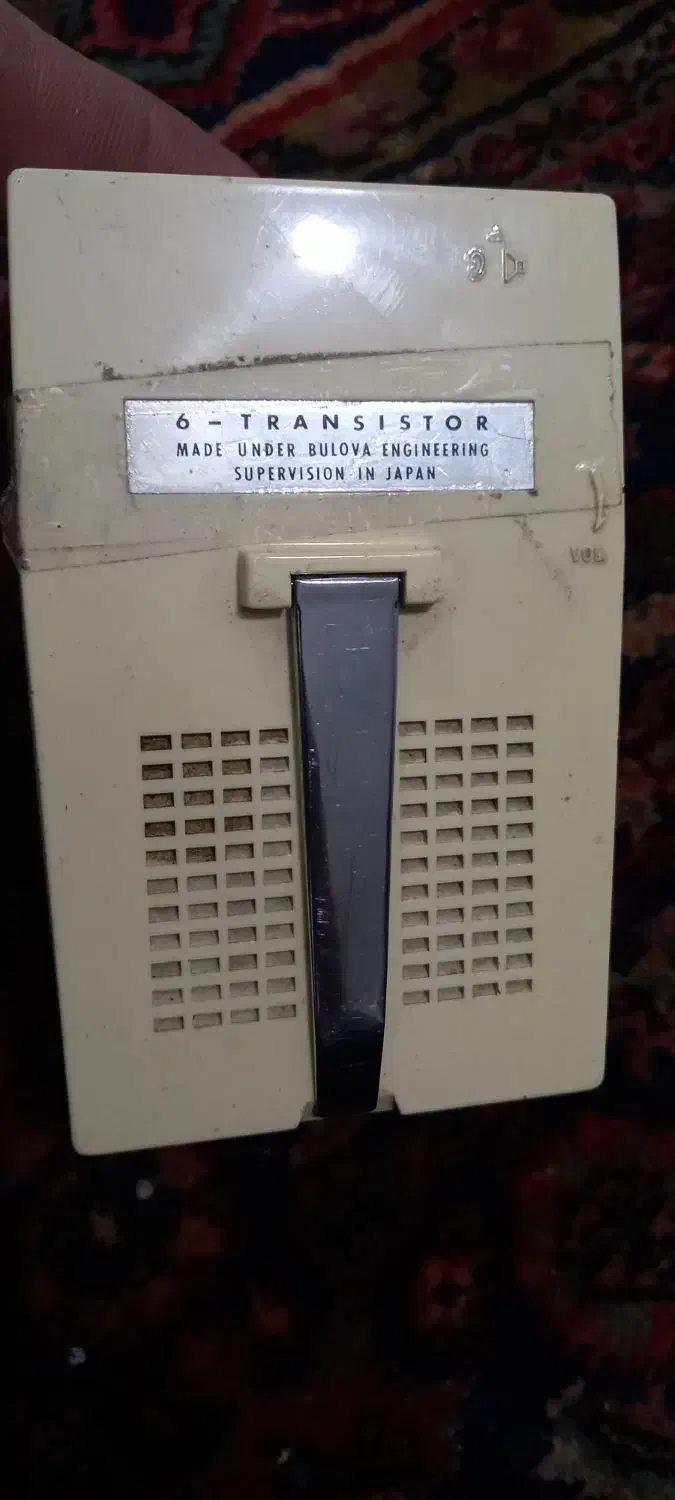 6-TRANSISTOR
MADE UNDER BULOVA ENGINEERING
SUPERVISION IN JAPAN
VOL